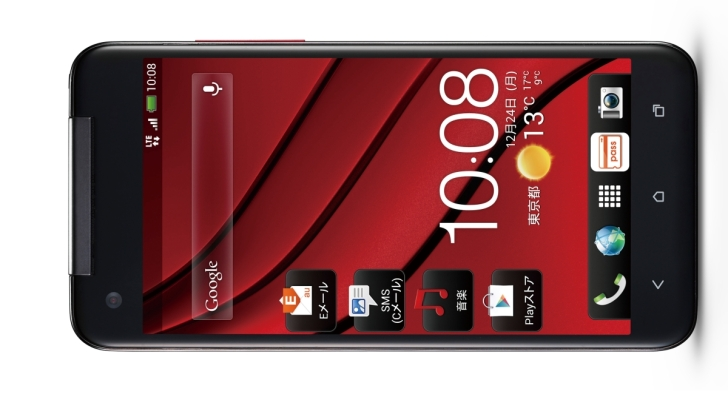 LTE 10:08
Google
10:08
12月24日 (月)
東京都 13°C 17°C
9°C
au
Eメール
SMS
(Cメール)
音楽
Playストア
pass